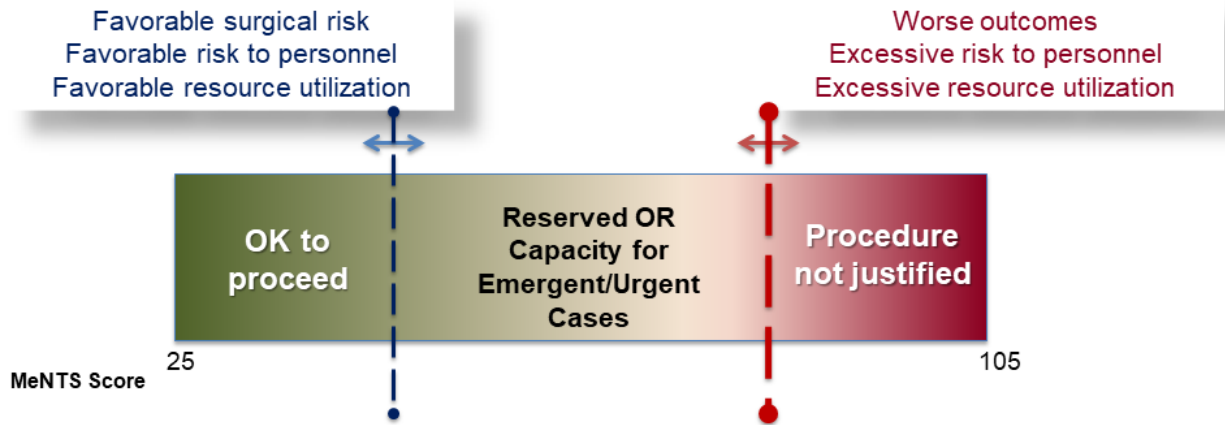 Favorable surgical risk
Favorable risk to personnel
Favorable resource utilization
Worse outcomes
Excessive risk to personnel
Excessive resource utilization
OK to
proceed
Reserved OR
Capacity for
Emergent/Urgent
Cases
Procedure
not justified
25
105
MeNTS Score